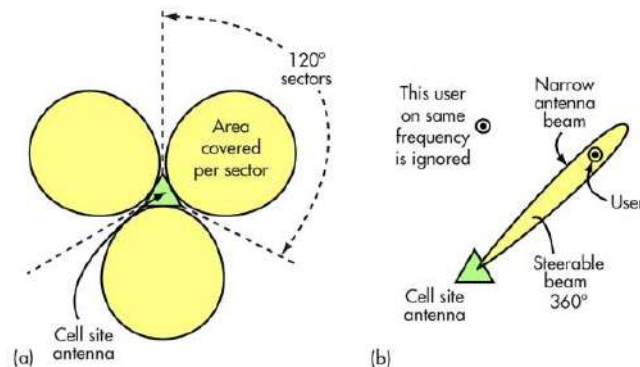 120°
sectors
Area
covered
per sector
Cell site
antenna
(a)
This user
on same
frequency
is ignored
Narrow
antenna
beam
User
Steerable
beam
360°
Cell site
antenna
(b)